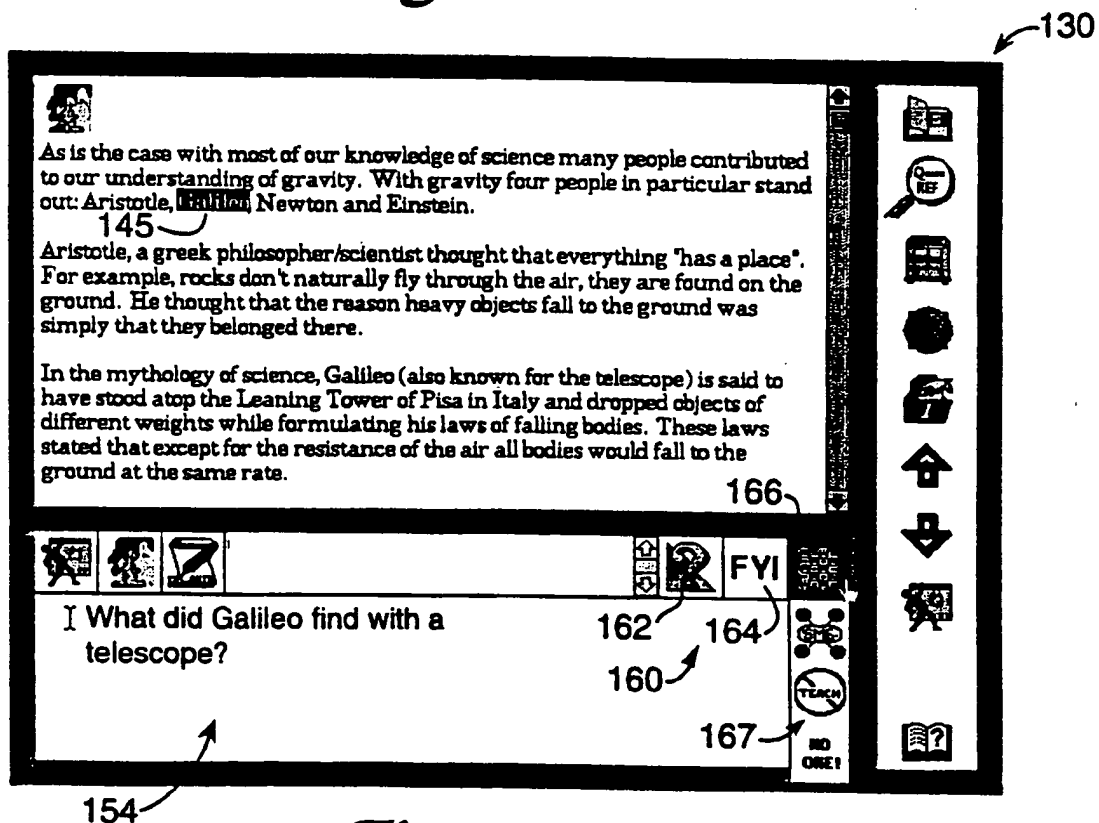 130
As is the case with most of our knowledge of science many people contributed
to our understanding of gravity. With gravity four people in particular stand
out: Aristotle, Galileo, Newton and Einstein.
145
Aristotle, a greek philosopher/scientist thought that everything "has a place".
For example, rocks don't naturally fly through the air, they are found on the
ground. He thought that the reason heavy objects fall to the ground was
simply that they belonged there.
In the mythology of science, Galileo (also known for the telescope) is said to
have stood atop the Leaning Tower of Pisa in Italy and dropped objects of
different weights while formulating his laws of falling bodies. These laws
stated that except for the resistance of the air all bodies would fall to the
ground at the same rate.
REF
1
166
R FYI
What did Galileo find with a
telescope?
162 164
160
SMS
TEACH
167
NO
ONE!
?
154